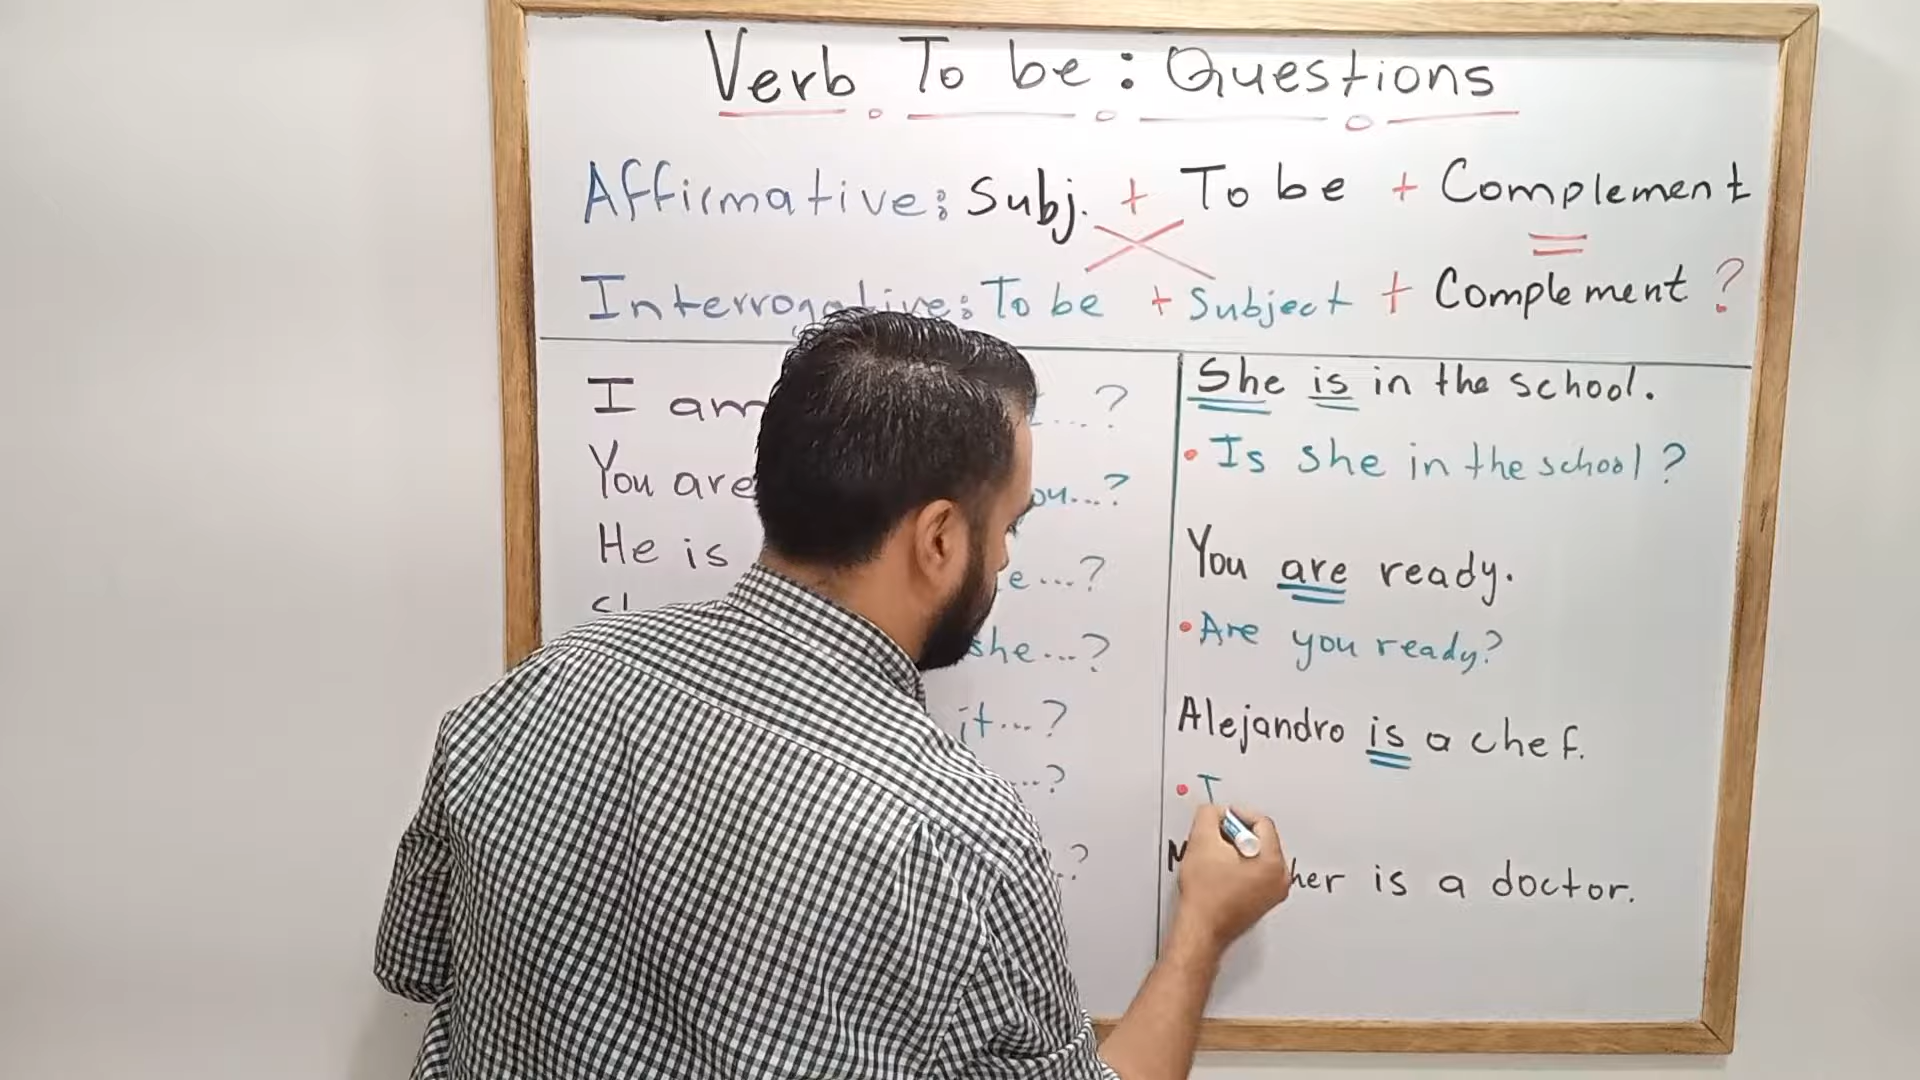 Verb To be: Questions
Affirmative: Subj. + To be + Complement
Interrogative: To be + Subject + Complement ?
I am
...?
You are
...?
He is
...?
she...?
it...?
...?
...?
She is in the school.
• Is she in the school?
You are ready.
• Are you ready?
Alejandro is a chef.
•
is a doctor.